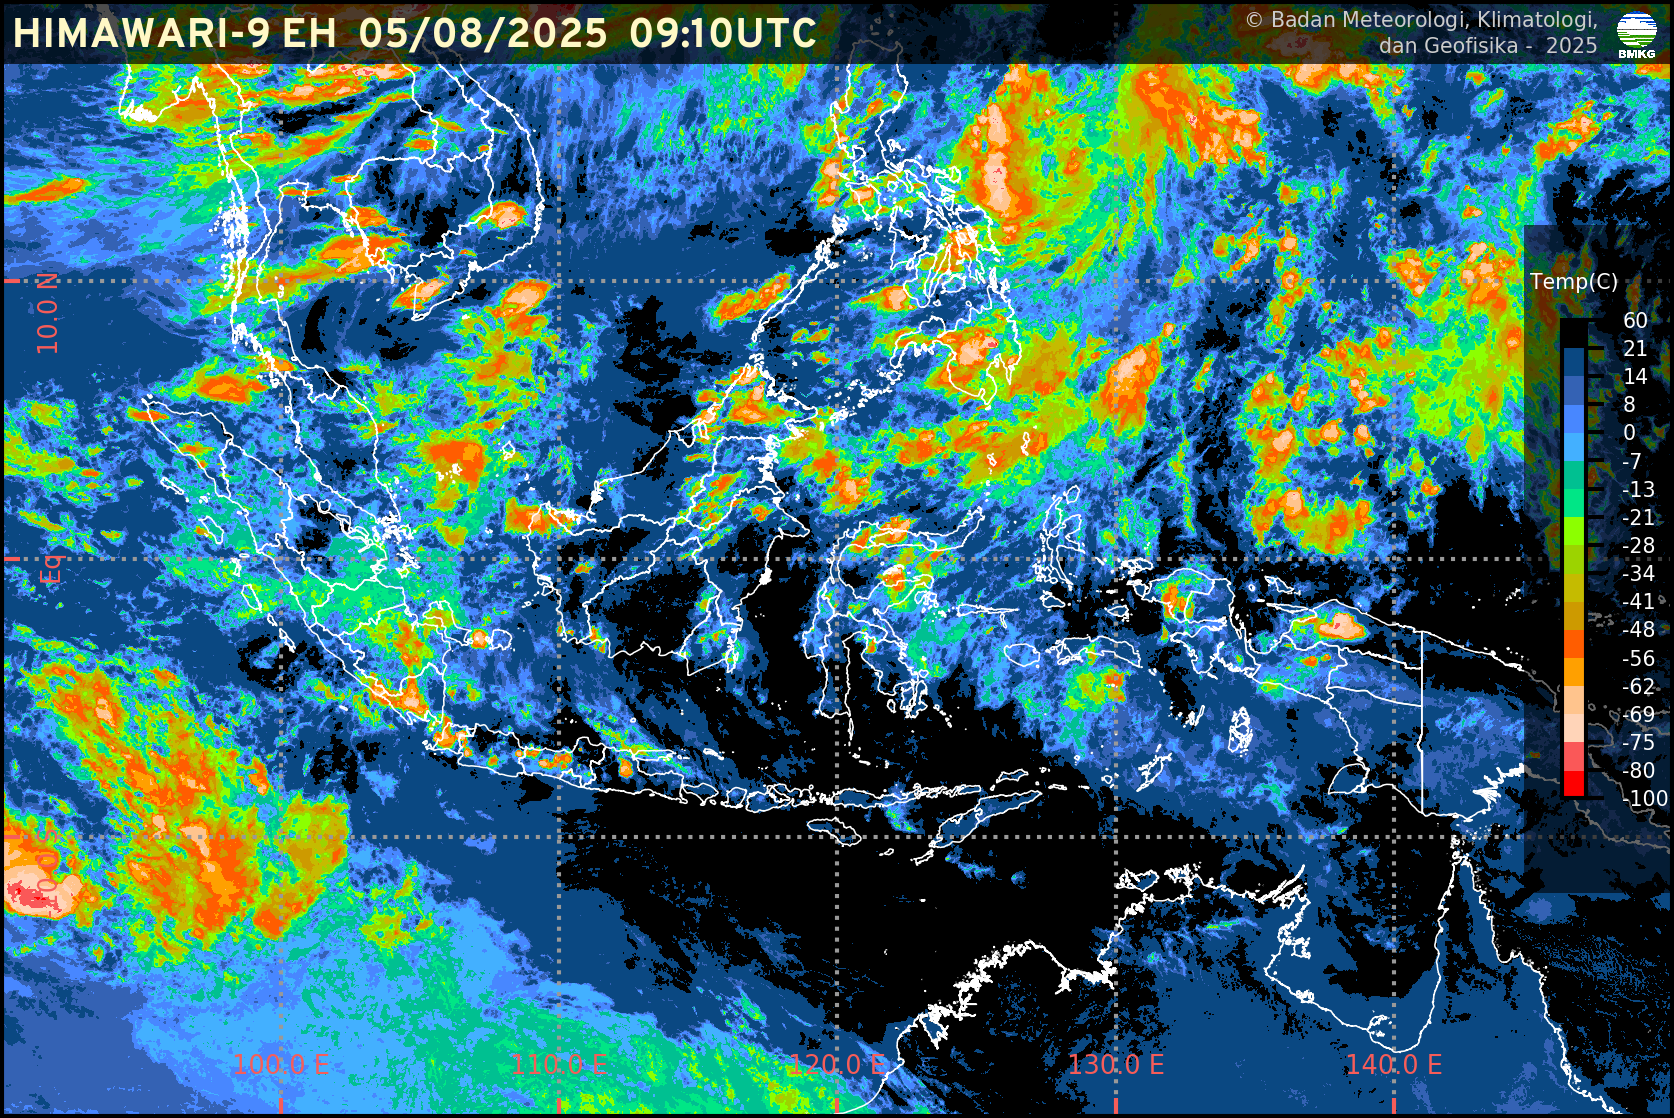 HIMAWARI-9 EH 05/08/2025 09:10UTC
© Badan Meteorologi, Klimatologi,
dan Geofisika - 2025
BMKG
10.0 N
Eq
Temp(C)
60
21
14
8
0
-7
-13
-21
-28
-34
-41
-48
-56
-62
-69
-75
-80
-100
100.0 E
110.0 E
120.0 E
130.0 E
140.0 E